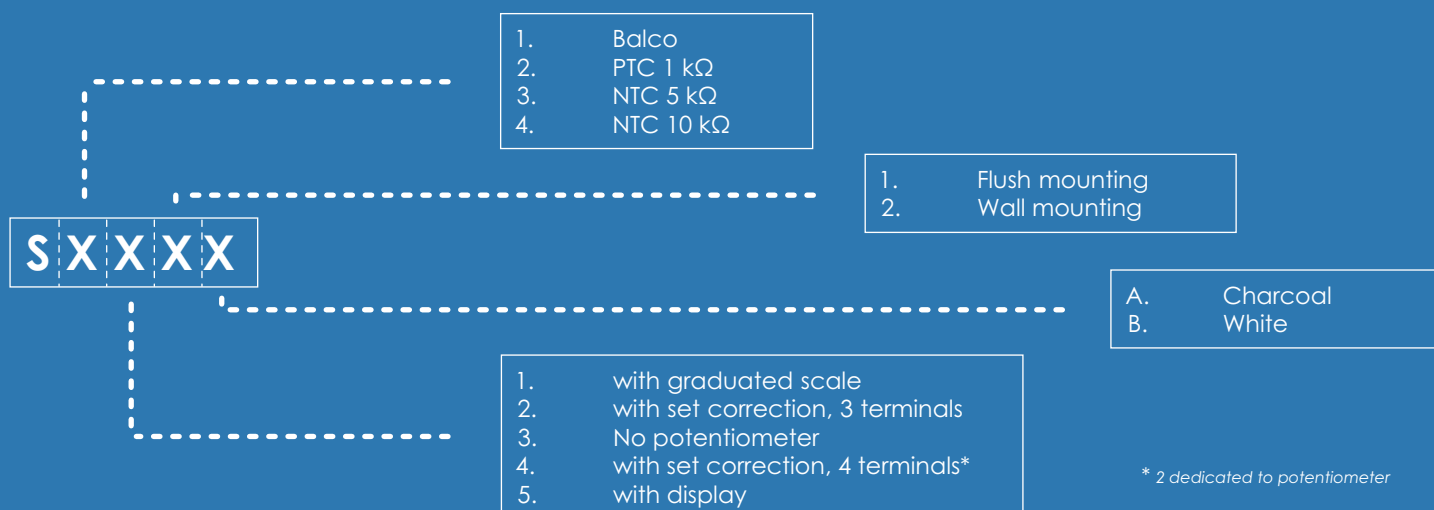 1. Balco
2. PTC 1 kΩ
3. NTC 5 kΩ
4. NTC 10 kΩ
1. Flush mounting
2. Wall mounting
S X X X X
A. Charcoal
B. White
1. with graduated scale
2. with set correction, 3 terminals
3. No potentiometer
4. with set correction, 4 terminals*
5. with display
* 2 dedicated to potentiometer